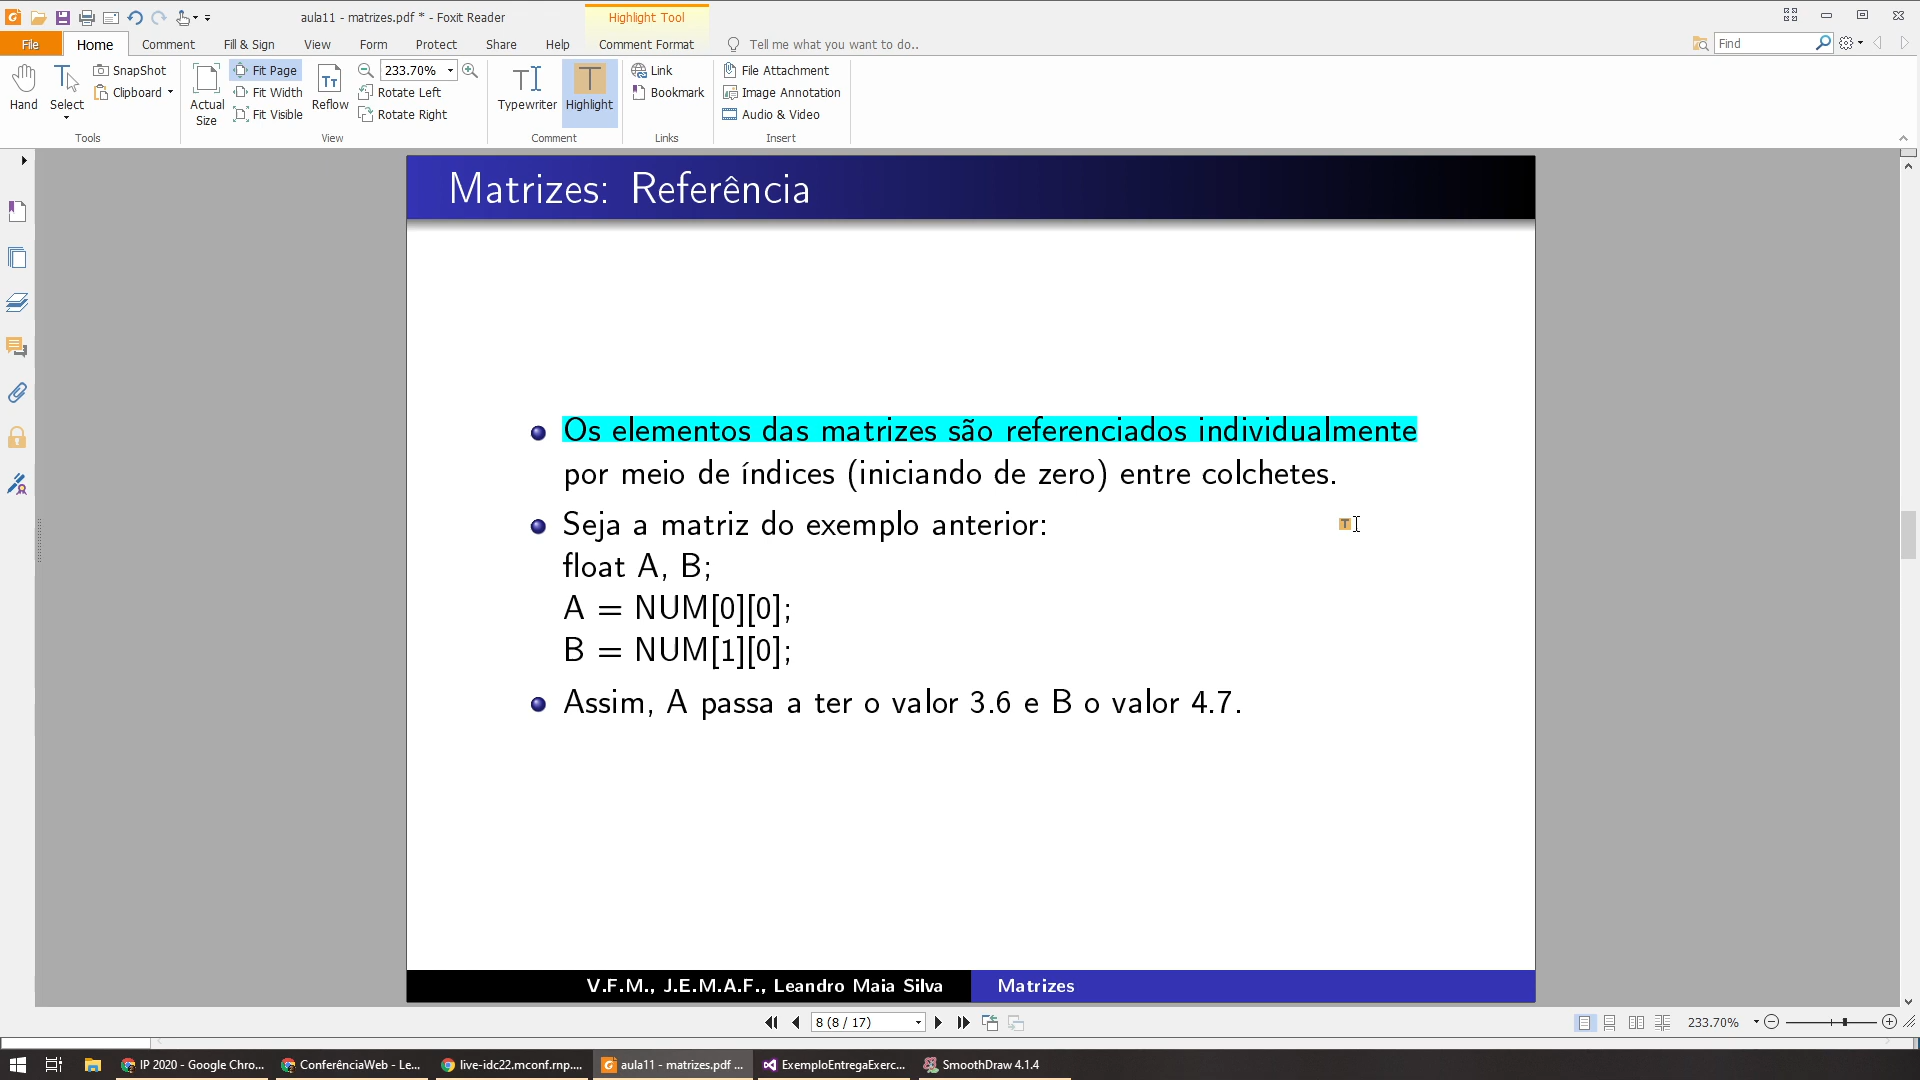 aula11 - matrizes.pdf * - Foxit Reader
Highlight Tool
File
Home
Comment
Fill & Sign
View
Form
Protect
Share
Help
Comment Format
Tell me what you want to do..
Find
Hand
Select
SnapShot
Clipboard
Tools
Actual
Size
Fit Page
Fit Width
Fit Visible
Reflow
233.70%
Rotate Left
Rotate Right
View
Typewriter
Highlight
Comment
Link
Bookmark
Links
File Attachment
Image Annotation
Audio & Video
Insert
Matrizes: Referência
Os elementos das matrizes são referenciados individualmente
por meio de índices (iniciando de zero) entre colchetes.
Seja a matriz do exemplo anterior:
float A, B;
A = NUM[0][0];
B = NUM[1][0];
Assim, A passa a ter o valor 3.6 e B o valor 4.7.
V.F.M., J.E.M.A.F., Leandro Maia Silva
Matrizes
8 (8 / 17)
233.70%
IP 2020 - Google Chro...
ConferênciaWeb - Le...
live-idc22.mconf.rnp....
aula11 - matrizes.pdf ...
ExemploEntregaExerc...
SmoothDraw 4.1.4